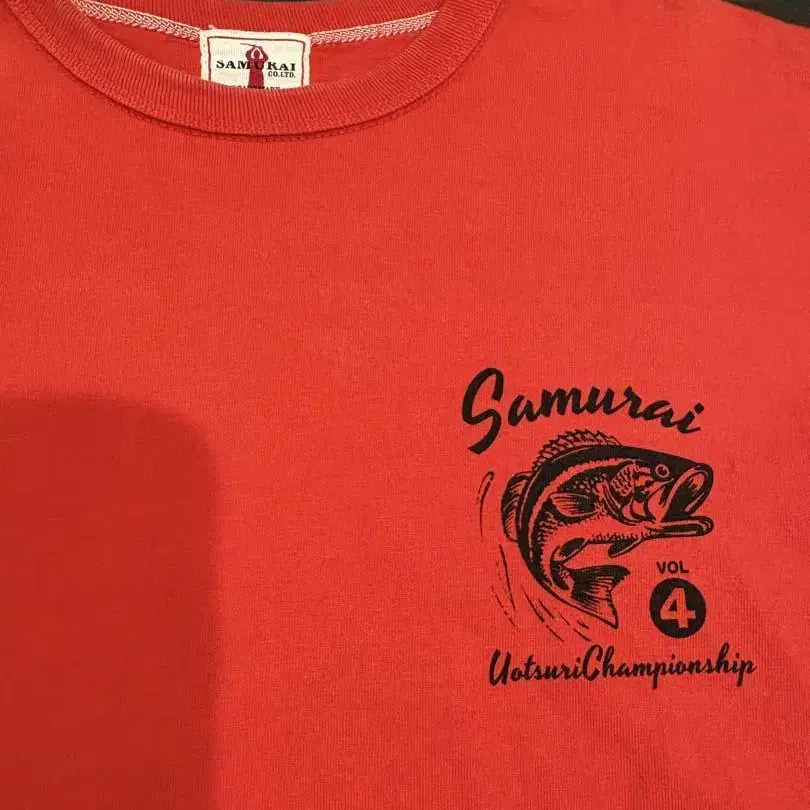 SAMURAI
CO.LTD.
Samurai
VOL
4
UotsuriChampionship